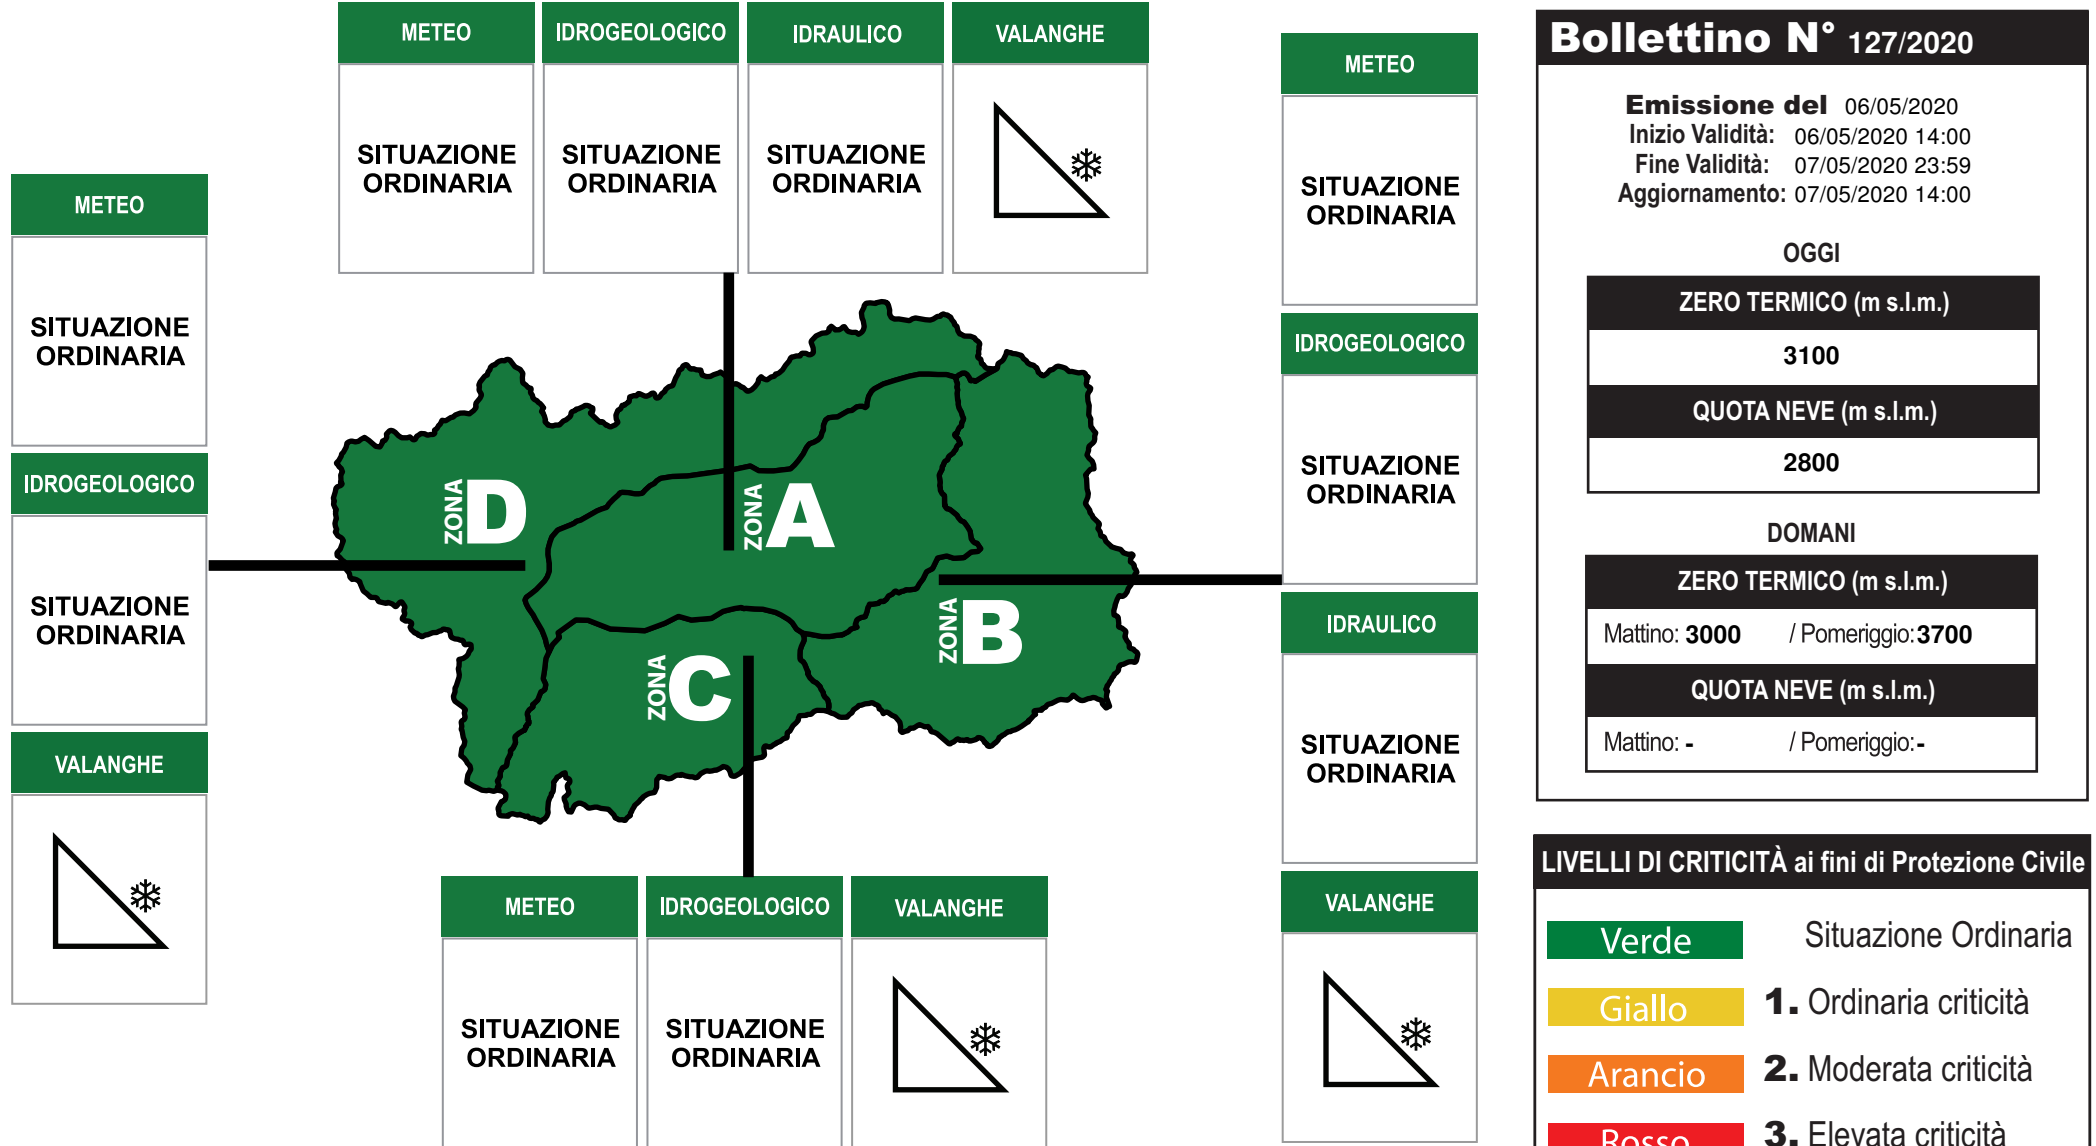 METEO
IDROGEOLOGICO
IDRAULICO
VALANGHE
SITUAZIONE
ORDINARIA
SITUAZIONE
ORDINARIA
SITUAZIONE
ORDINARIA
METEO
SITUAZIONE
ORDINARIA
IDROGEOLOGICO
SITUAZIONE
ORDINARIA
VALANGHE
ZONA D
ZONA A
ZONA B
ZONA C
METEO
SITUAZIONE
ORDINARIA
IDROGEOLOGICO
SITUAZIONE
ORDINARIA
IDRAULICO
SITUAZIONE
ORDINARIA
VALANGHE
METEO
IDROGEOLOGICO
VALANGHE
SITUAZIONE
ORDINARIA
SITUAZIONE
ORDINARIA
Bollettino N° 127/2020
Emissione del 06/05/2020
Inizio Validità: 06/05/2020 14:00
Fine Validità: 07/05/2020 23:59
Aggiornamento: 07/05/2020 14:00
OGGI
ZERO TERMICO (m s.l.m.)
3100
QUOTA NEVE (m s.l.m.)
2800
DOMANI
ZERO TERMICO (m s.l.m.)
Mattino: 3000 / Pomeriggio: 3700
QUOTA NEVE (m s.l.m.)
Mattino: - / Pomeriggio: -
LIVELLI DI CRITICITÀ ai fini di Protezione Civile
Verde Situazione Ordinaria
Giallo 1. Ordinaria criticità
Arancio 2. Moderata criticità
Rosso 3. Elevata criticità